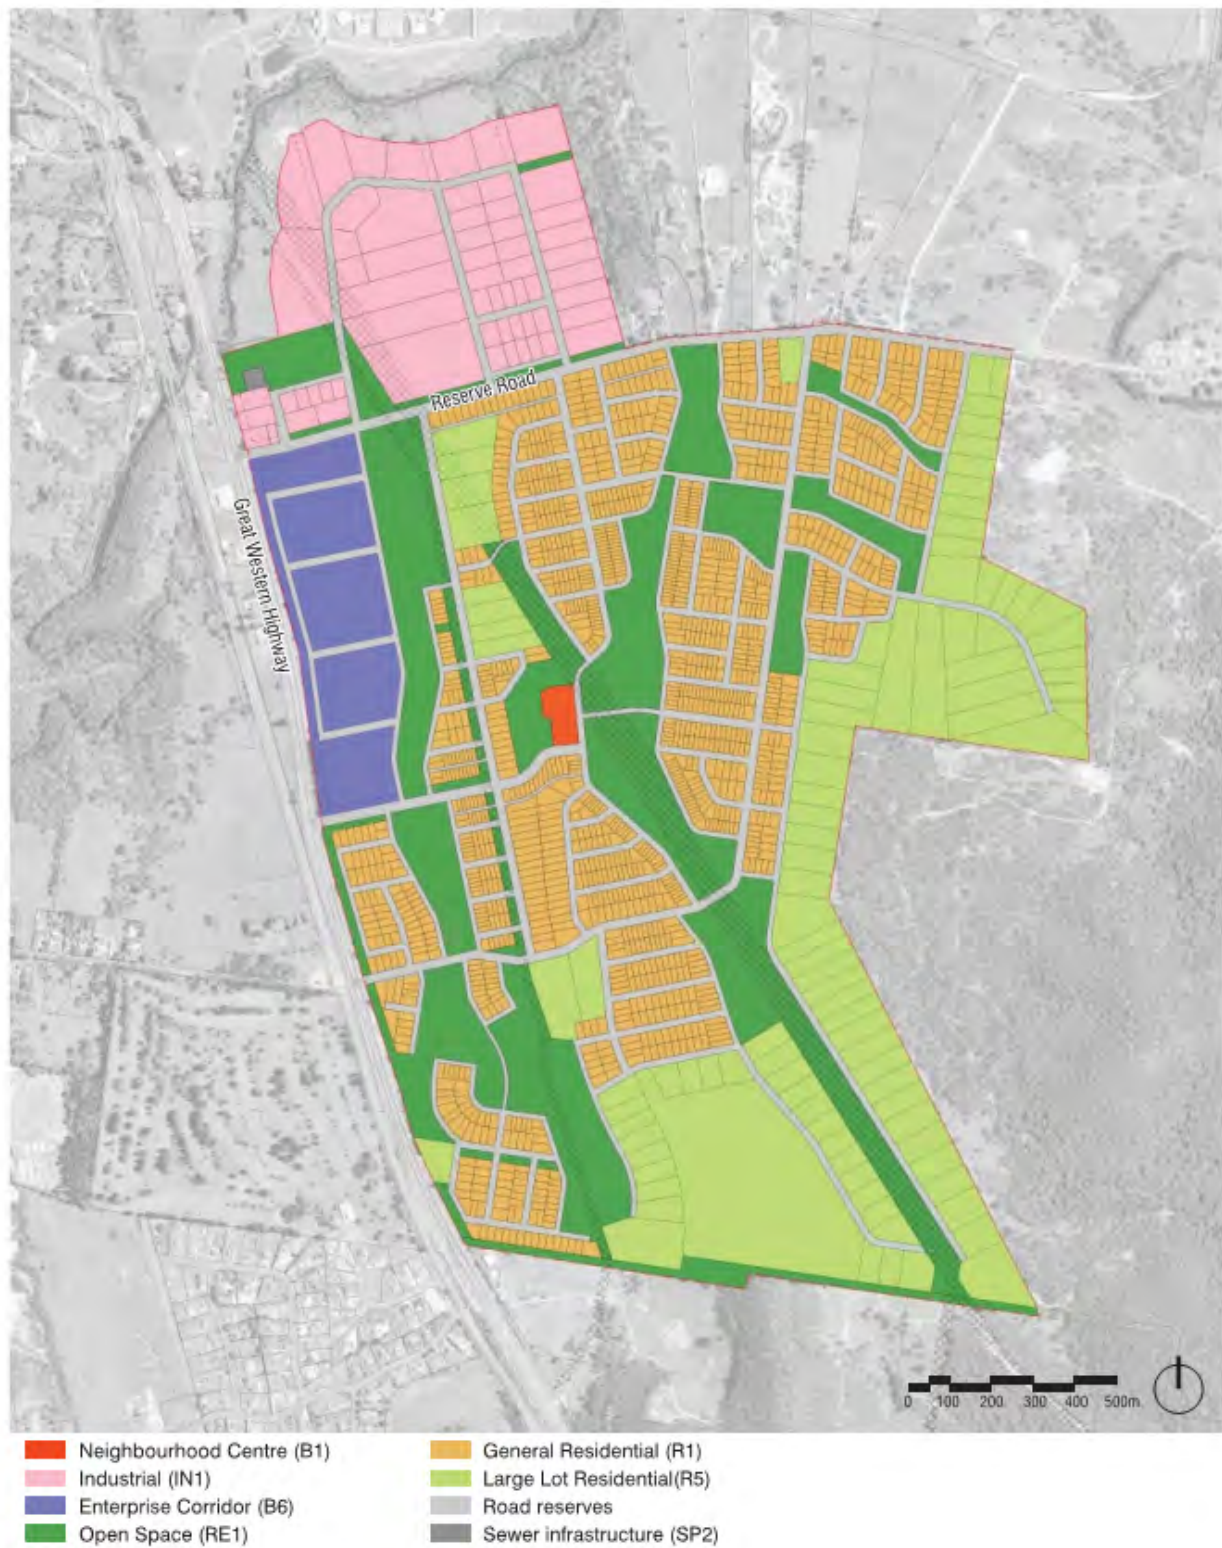 Reserve Road
Great Western Highway
0 100 200 300 400 500m
Neighbourhood Centre (B1)
Industrial (IN1)
Enterprise Corridor (B6)
Open Space (RE1)
General Residential (R1)
Large Lot Residential(R5)
Road reserves
Sewer infrastructure (SP2)